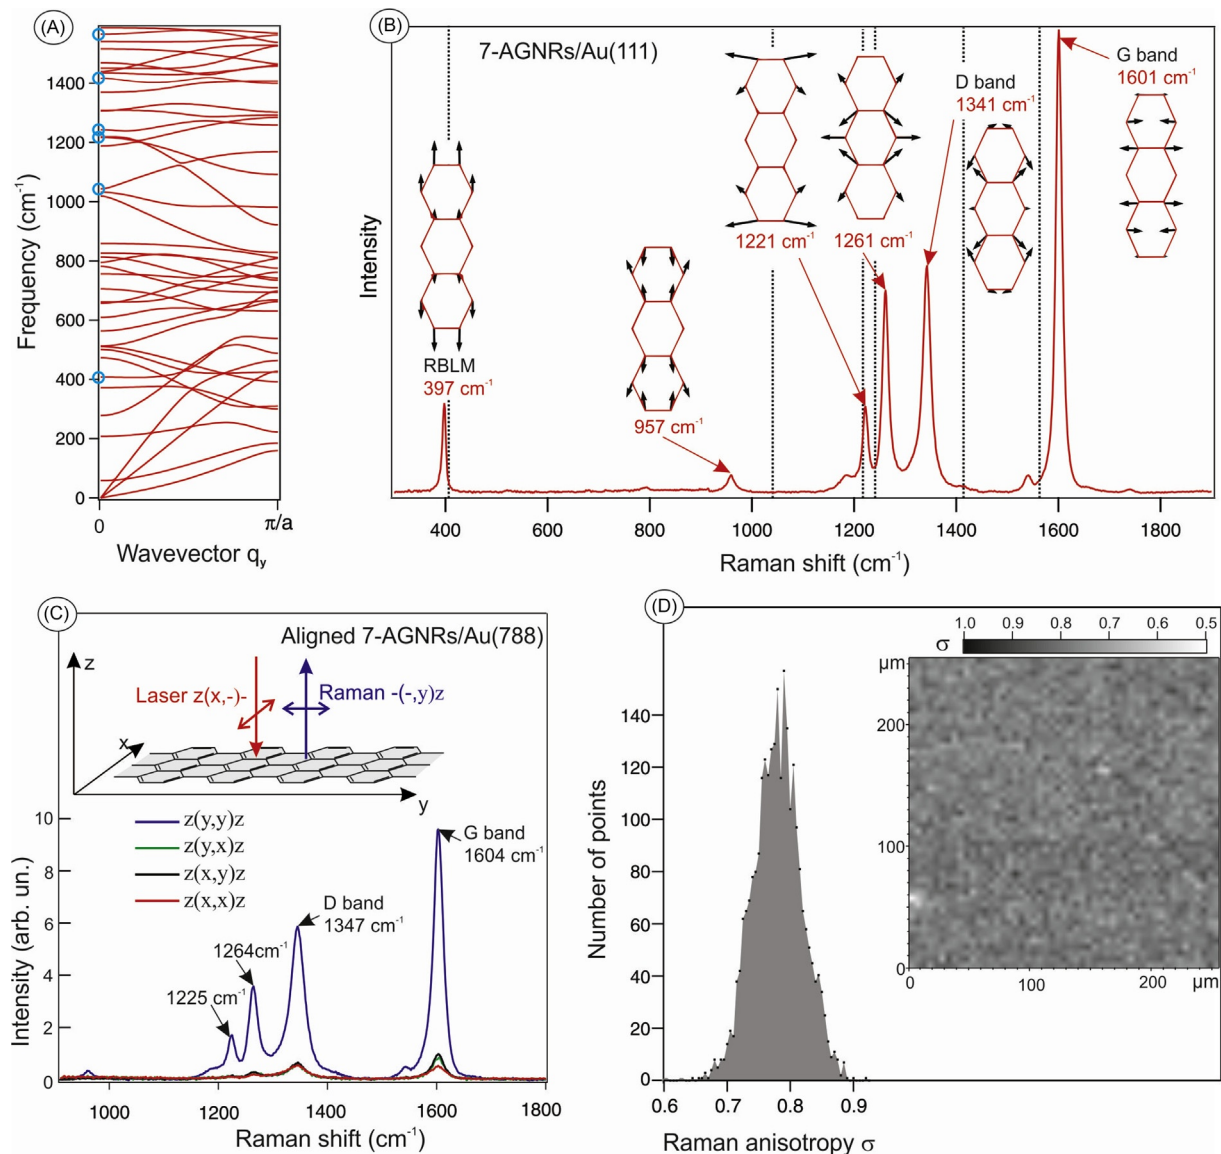 (A)
1400
1200
1000
800
600
400
200
0
Frequency (cm⁻¹)
0
π/a
Wavevector qy
(B)
7-AGNRs/Au(111)
Intensity
RBLM
397 cm⁻¹
957 cm⁻¹
1221 cm⁻¹
1261 cm⁻¹
D band
1341 cm⁻¹
G band
1601 cm⁻¹
400 600 800 1000 1200 1400 1600 1800
Raman shift (cm⁻¹)
(C)
Aligned 7-AGNRs/Au(788)
z
Laser z(x,-)-
Raman -(-,y)z
x
y
z(y,y)z
z(y,x)z
z(x,y)z
z(x,x)z
1225 cm⁻¹
1264cm⁻¹
D band
1347 cm⁻¹
G band
1604 cm⁻¹
10
8
6
4
2
0
Intensity (arb. un.)
1000 1200 1400 1600 1800
Raman shift (cm⁻¹)
(D)
σ
1.0 0.9 0.8 0.7 0.6 0.5
µm
200
100
0
0 100 200 µm
140
120
100
80
60
40
20
0
Number of points
0.6 0.7 0.8 0.9
Raman anisotropy σ